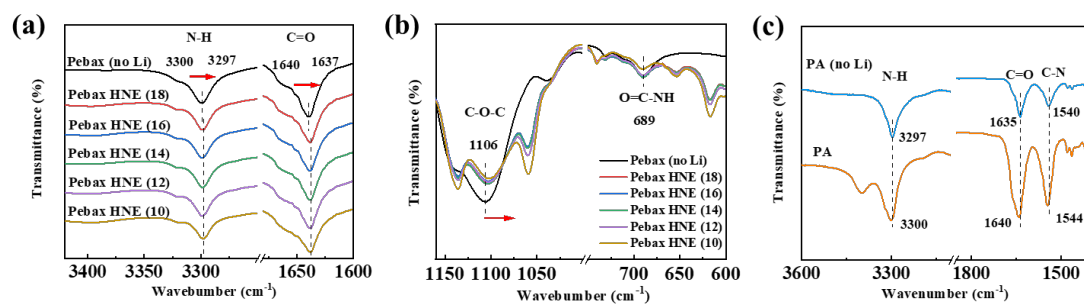 (a)
N-H
C=O
3300
3297
1640
1637
Pebax (no Li)
Pebax HNE (18)
Pebax HNE (16)
Pebax HNE (14)
Pebax HNE (12)
Pebax HNE (10)
Transmittance (%)
3400
3300
1640
1600
Wavebumber (cm-1)
(b)
C-O-C
1106
O=C-NH
689
Pebax (no Li)
Pebax HNE (18)
Pebax HNE (16)
Pebax HNE (14)
Pebax HNE (12)
Pebax HNE (10)
Transmittance (%)
1160
1100
1050
700
650
600
Wavebumber (cm-1)
(c)
PA (no Li)
N-H
C=O
C-N
3297
1635
1540
PA
3300
1640
1544
Transmittance (%)
3600
3300
1800
1650
1500
Wavenumber (cm-1)